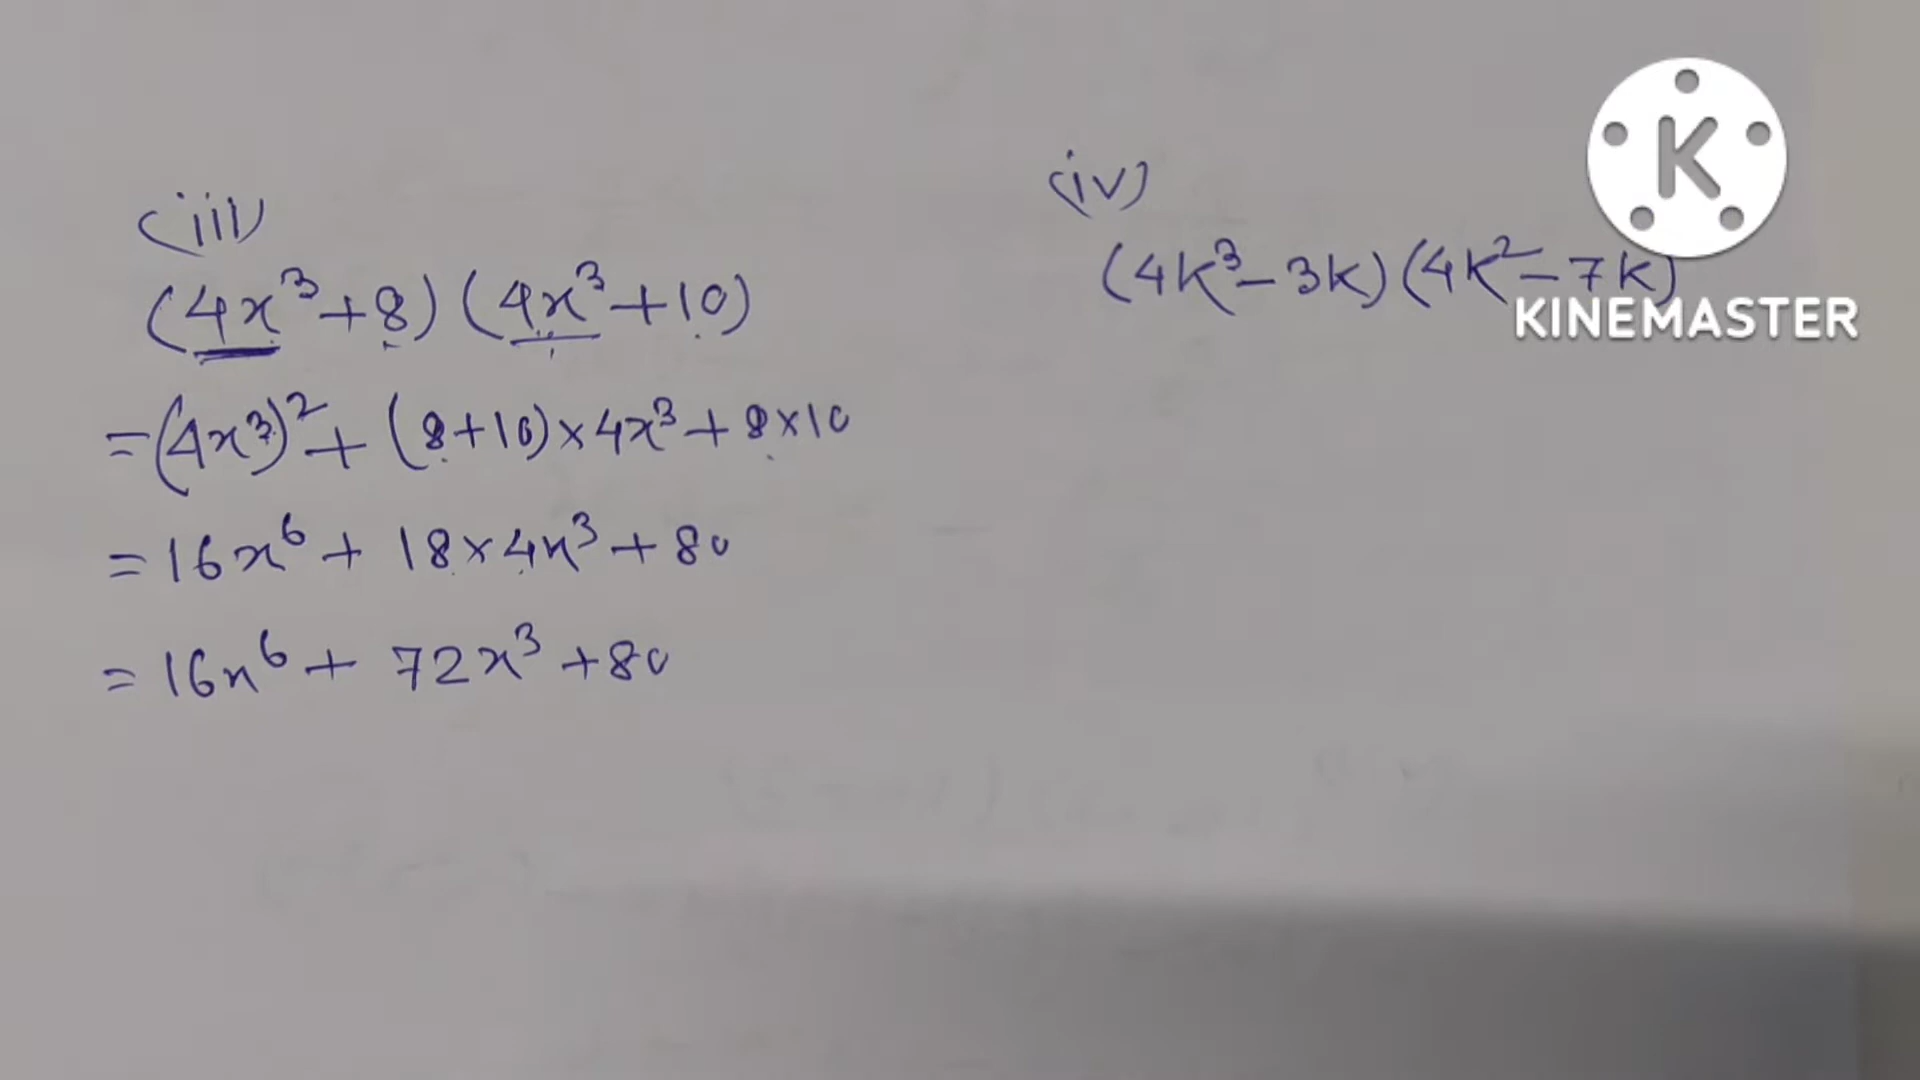 (iii)
(4x³+8)(4x³+10)
=(4x³)²+(8+10)×4x³+8×10
=16x⁶+18×4x³+80
=16x⁶+72x³+80
(iv)
(4k³-3k)(4k²-7k)
K
KINEMASTER